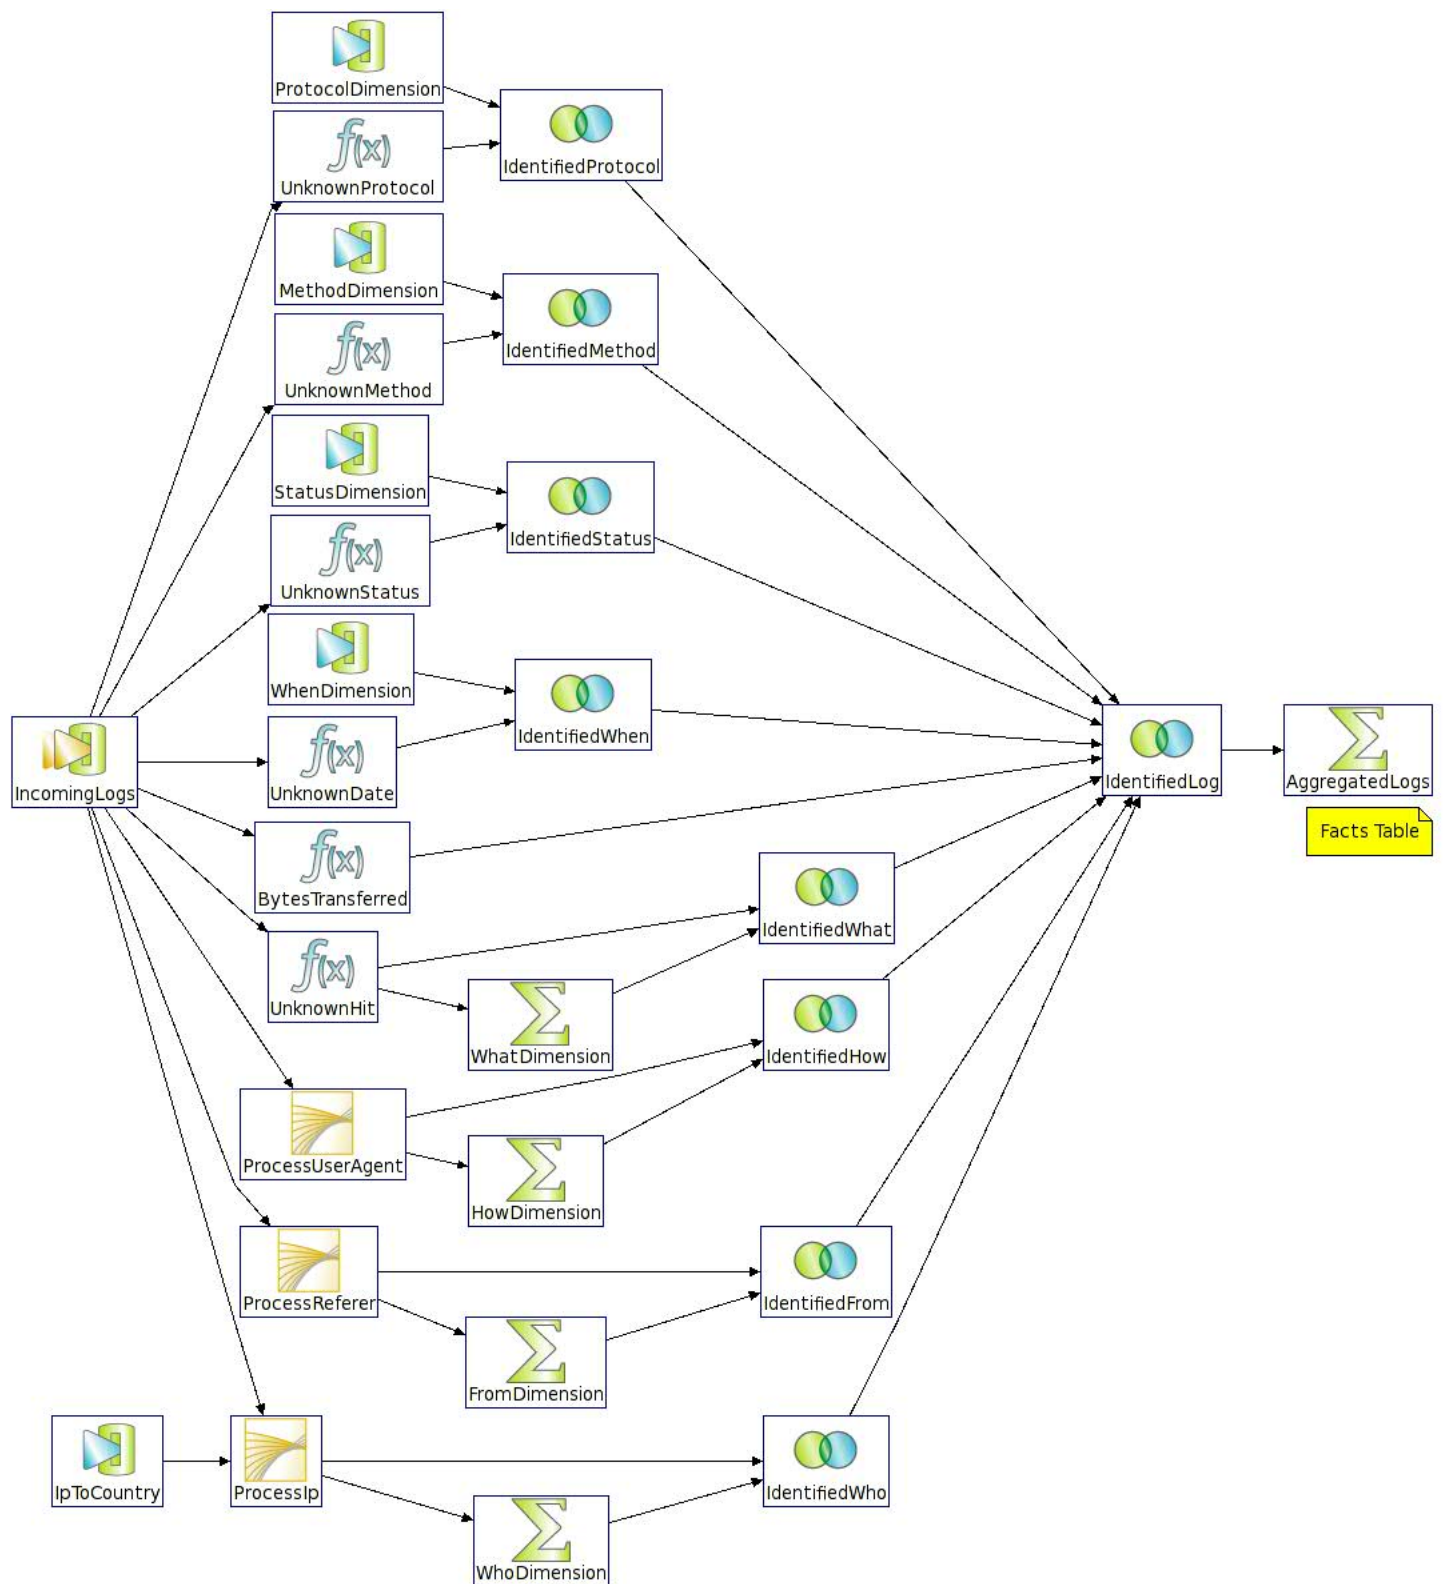 ProtocolDimension
f(x)
UnknownProtocol
IdentifiedProtocol
MethodDimension
f(x)
UnknownMethod
IdentifiedMethod
StatusDimension
f(x)
UnknownStatus
IdentifiedStatus
WhenDimension
IdentifiedWhen
IncomingLogs
f(x)
UnknownDate
IdentifiedLog
Σ
AggregatedLogs
Facts Table
f(x)
BytesTransferred
IdentifiedWhat
f(x)
UnknownHit
Σ
WhatDimension
IdentifiedHow
ProcessUserAgent
Σ
HowDimension
ProcessReferer
IdentifiedFrom
Σ
FromDimension
IpToCountry
ProcessIp
IdentifiedWho
Σ
WhoDimension